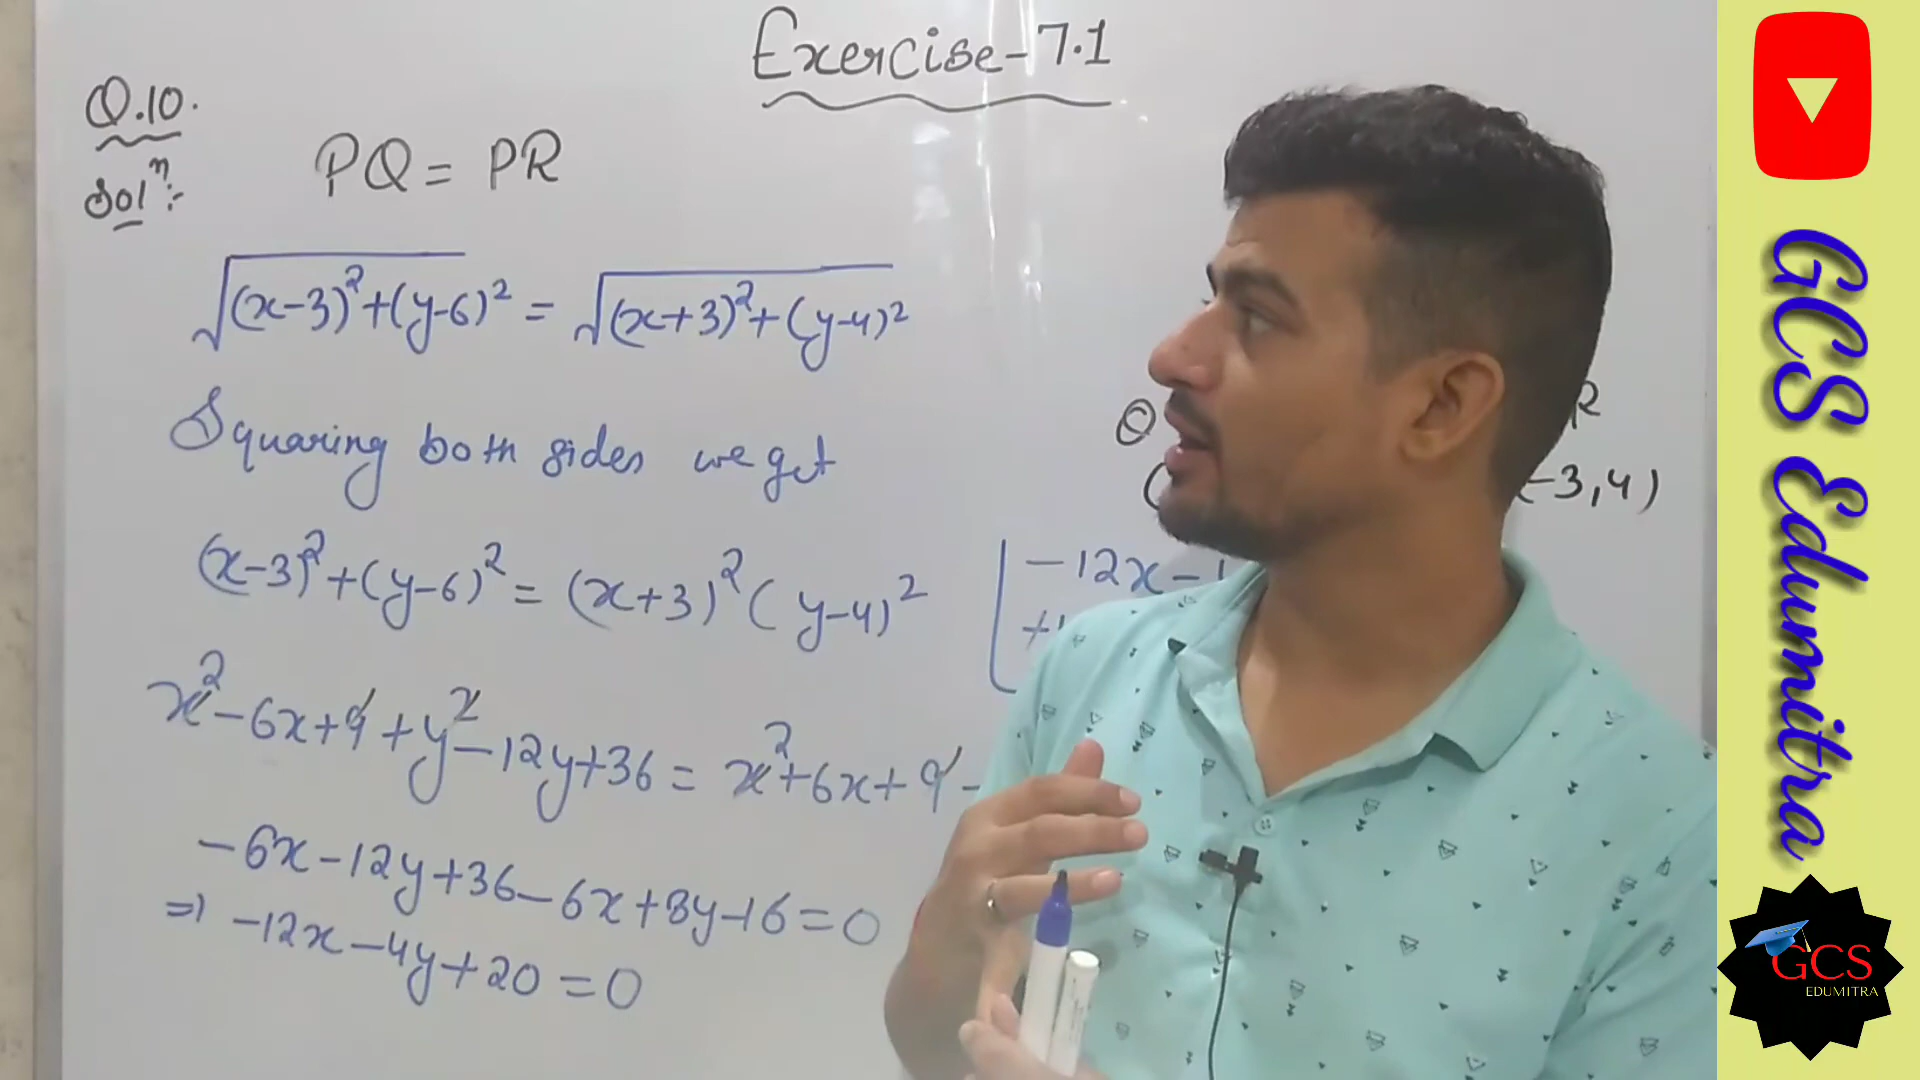 Exercise-7.1
Q.10.
Solⁿ:-
PQ = PR
√(x-3)²+(y-6)² = √(x+3)²+(y-4)²
Squaring both sides we get
(x-3)²+(y-6)² = (x+3)²(y-4)²
x²-6x+9+y²-12y+36 = x²+6x+9-
-6x-12y+36-6x+8y-16=0
⇒ -12x-4y+20=0
Q
R
(
-3,4)
-12x-
+
GCS Edumitra
GCS
EDUMITRA